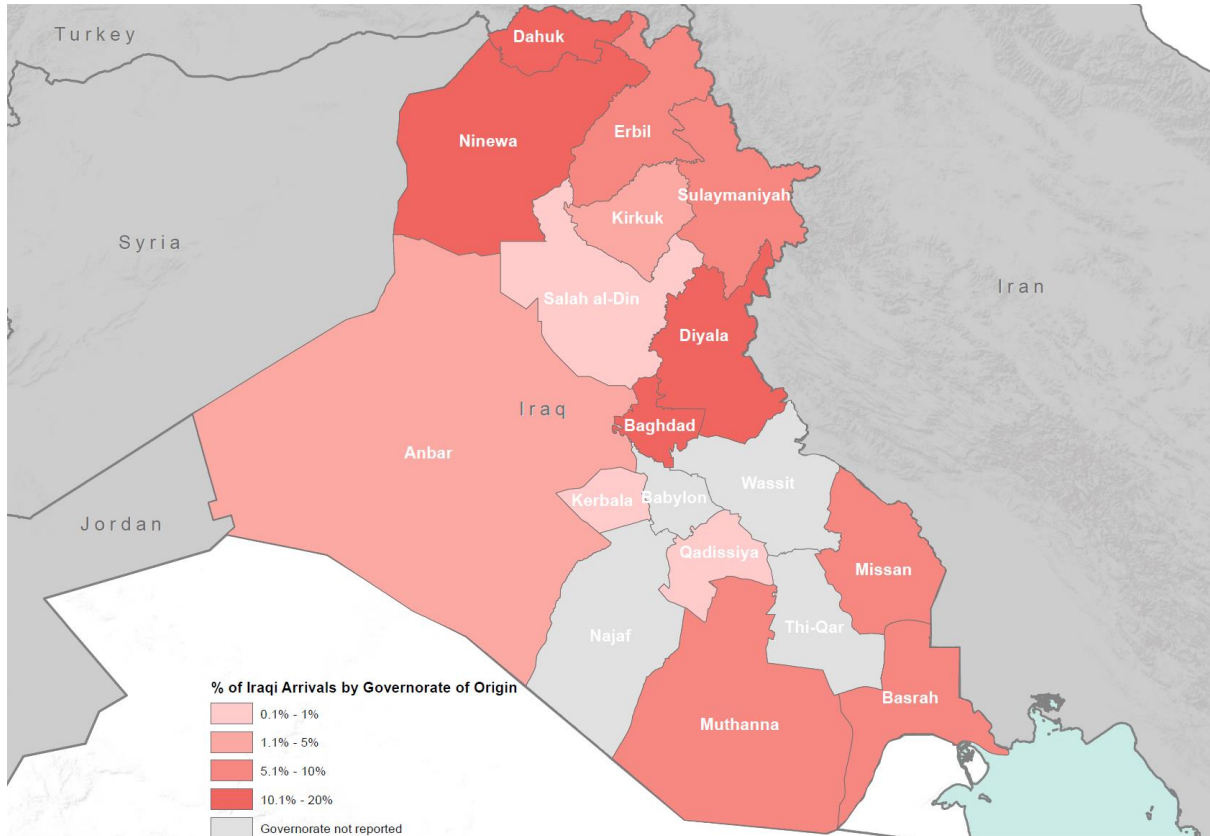 Turkey
Dahuk
Ninewa
Erbil
Sulaymaniyah
Kirkuk
Syria
Salah al-Din
Iran
Diyala
Iraq
Baghdad
Anbar
Wassit
Kerbala
Babylon
Jordan
Qadissiya
Missan
Najaf
Thi-Qar
Basrah
Muthanna
% of Iraqi Arrivals by Governorate of Origin
0.1% - 1%
1.1% - 5%
5.1% - 10%
10.1% - 20%
Governorate not reported